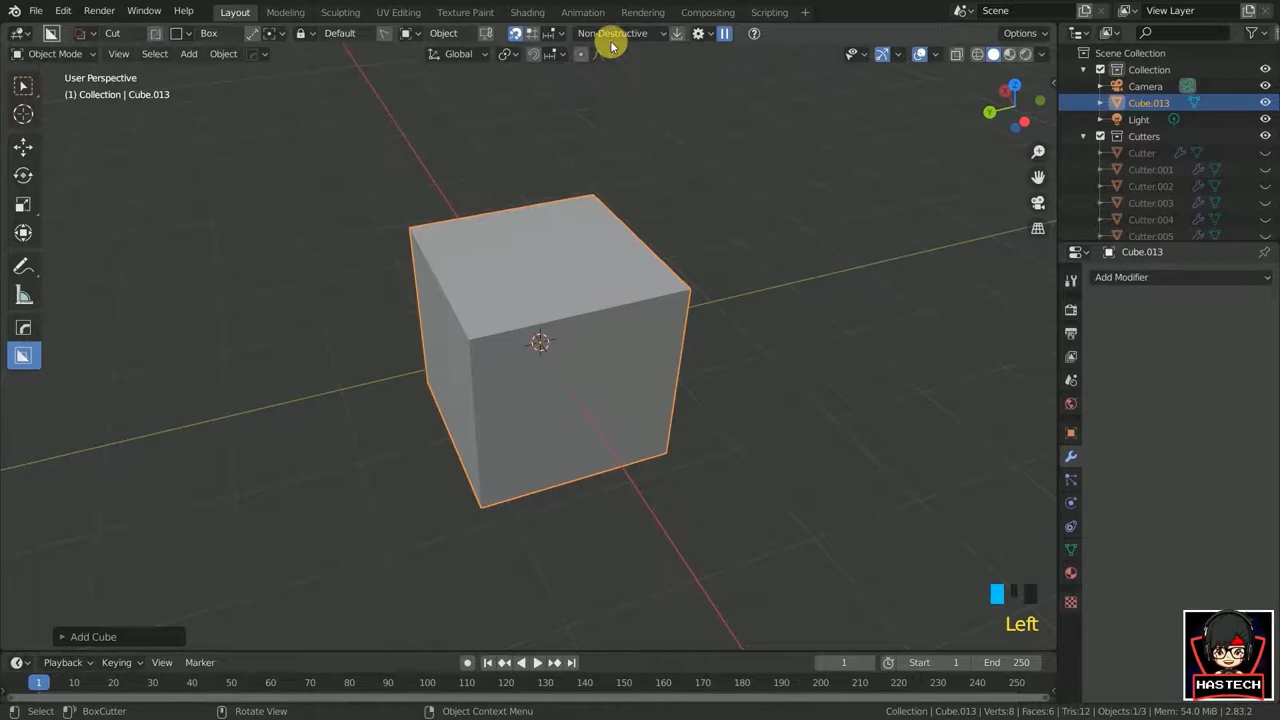 File Edit Render Window Help Layout Modeling Sculpting UV Editing Texture Paint Shading Animation Rendering Compositing Scripting + Scene View Layer
Cut Box Default Object Non-Destructive Options
Object Mode View Select Add Object Global
User Perspective
(1) Collection | Cube.013
Z
Y
Scene Collection
Collection
Camera
Cube.013
Light
Cutters
Cutter
Cutter.001
Cutter.002
Cutter.003
Cutter.004
Cutter.005
Cube.013
Add Modifier
Add Cube
Left
HASTECH
Playback Keying View Marker 1 Start 1 End 250
1 10 20 30 40 50 60 70 80 90 100 110 120 130 140 150 160 170 180 190 200 210 220 230 240 250
Select BoxCutter Rotate View Object Context Menu Collection | Cube.013 | Verts:8 | Faces:6 | Tris:12 | Objects:1/3 | Mem: 54.0 MiB | 2.83.2